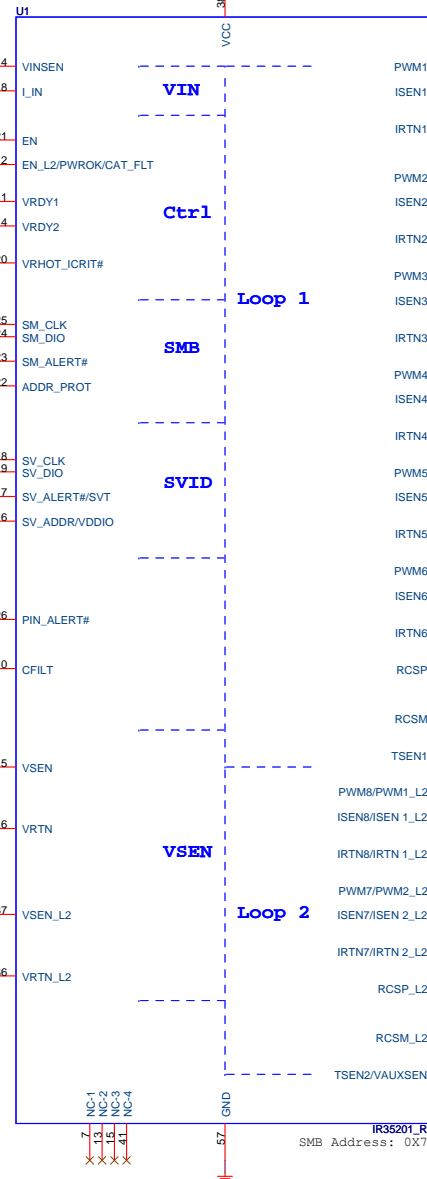 U1
VCC
VINSEN
I_IN
EN
EN_L2/PWROK/CAT_FLT
VRDY1
VRDY2
VRHOT_ICRIT#
SM_CLK
SM_DIO
SM_ALERT#
ADDR_PROT
SV_CLK
SV_DIO
SV_ALERT#/SVT
SV_ADDR/VDDIO
PIN_ALERT#
CFILT
VSEN
VRTN
VSEN_L2
VRTN_L2
VIN
Ctrl
SMB
SVID
VSEN
Loop 1
Loop 2
PWM1
ISEN1
IRTN1
PWM2
ISEN2
IRTN2
PWM3
ISEN3
IRTN3
PWM4
ISEN4
IRTN4
PWM5
ISEN5
IRTN5
PWM6
ISEN6
IRTN6
RCSP
RCSM
TSEN1
PWM8/PWM1_L2
ISEN8/ISEN 1_L2
IRTN8/IRTN 1_L2
PWM7/PWM2_L2
ISEN7/ISEN 2_L2
IRTN7/IRTN 2_L2
RCSP_L2
RCSM_L2
TSEN2/VAUXSEN
NC-1
NC-2
NC-3
NC-4
GND
7
13
15
41
57
IR35201_R
SMB Address: 0X7